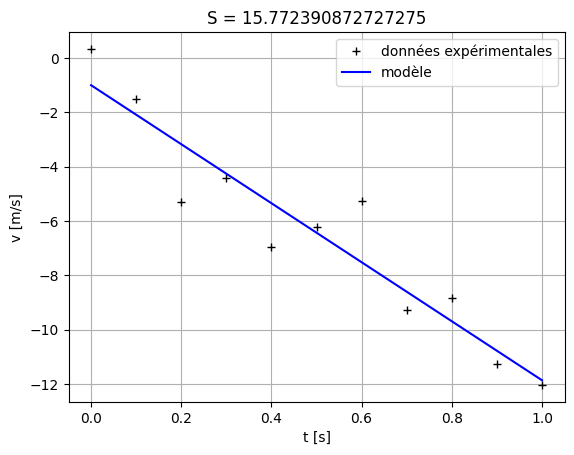 S = 15.772390872727275
données expérimentales
modèle
v [m/s]
0
−2
−4
−6
−8
−10
−12
0.0
0.2
0.4
0.6
0.8
1.0
t [s]